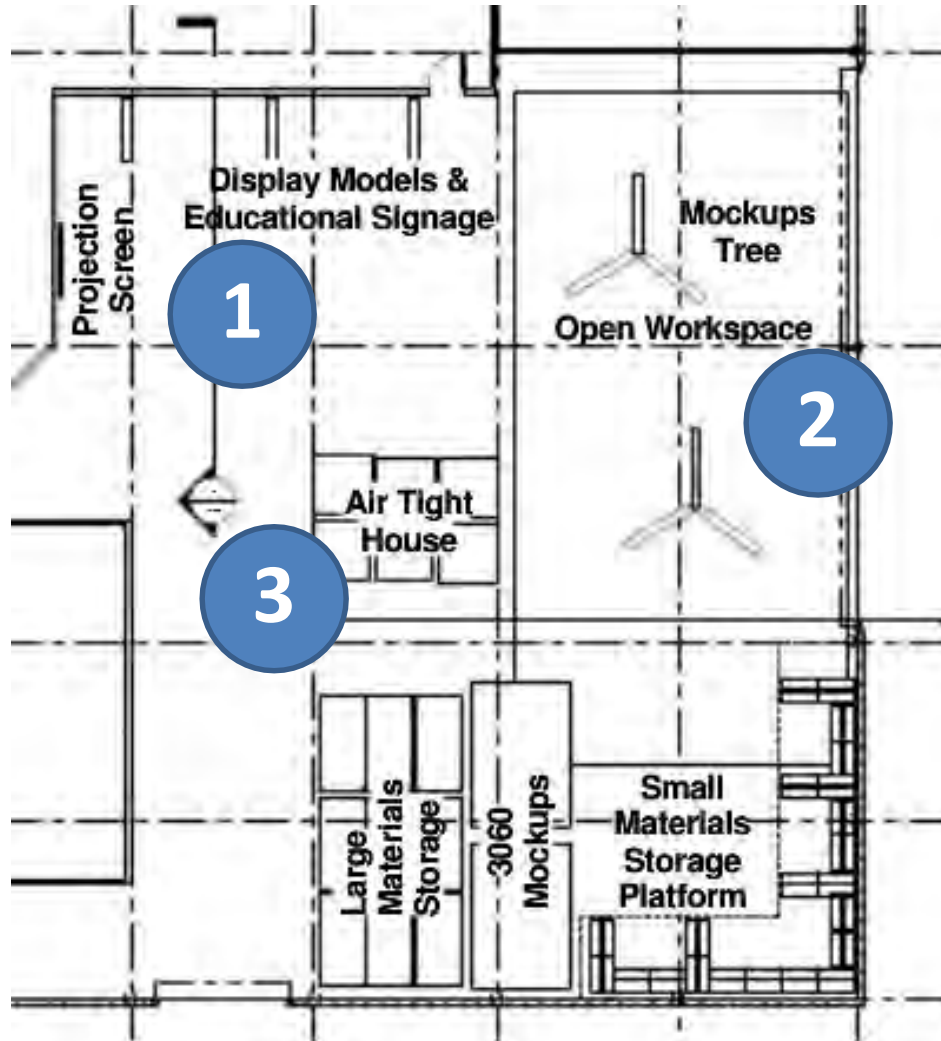 Display Models &
Educational Signage
Projection
Screen
1
Mockups
Tree
Open Workspace
2
Air Tight
House
3
Large
Materials
Storage
3060
Mockups
Small
Materials
Storage
Platform